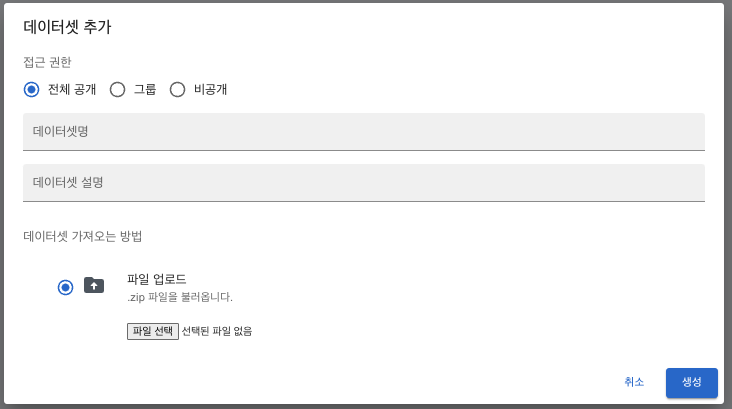 데이터셋 추가
접근 권한
전체 공개 그룹 비공개
데이터셋명
데이터셋 설명
데이터셋 가져오는 방법
파일 업로드
.zip 파일을 불러옵니다.
파일 선택 선택된 파일 없음
취소 생성